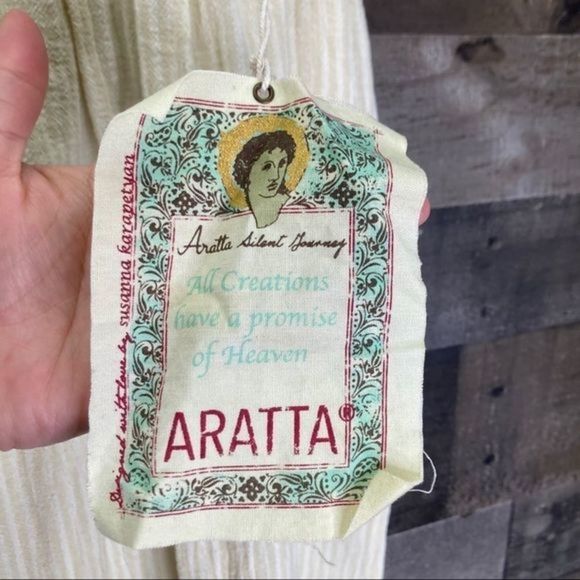 Aratta Silent Journey
All Creations
have a promise
of Heaven
ARATTA®
Designed with love by susanna karapetyan